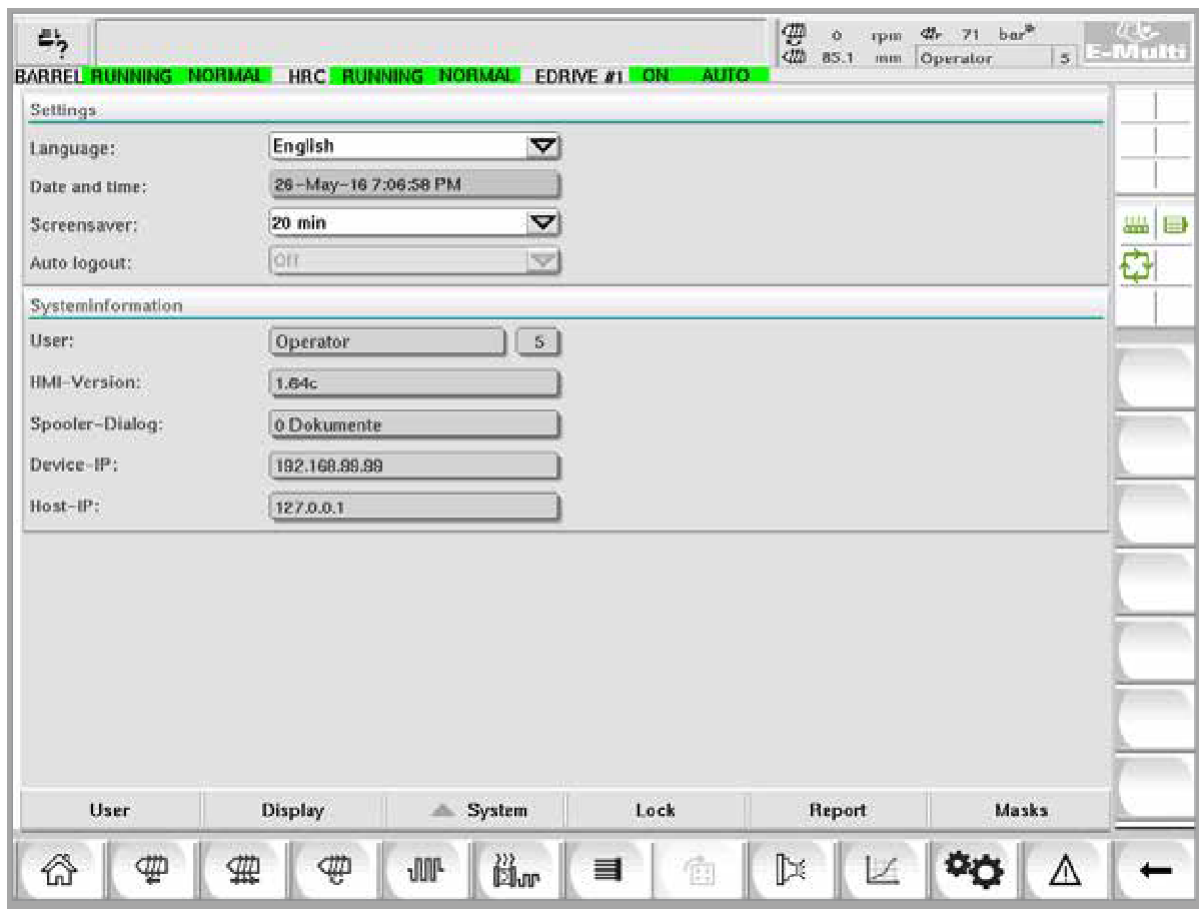 0 rpm 71 bar*
85.1 mm Operator 5 E-Multi
BARREL RUNNING NORMAL HRC RUNNING NORMAL EDRIVE #1 ON AUTO
Settings
Language: English
Date and time: 26-May-16 7:06:58 PM
Screensaver: 20 min
Auto logout: Off
Systeminformation
User: Operator 5
HMI-Version: 1.64c
Spooler-Dialog: 0 Dokumente
Device-IP: 192.168.99.99
Host-IP: 127.0.0.1
User Display System Lock Report Masks